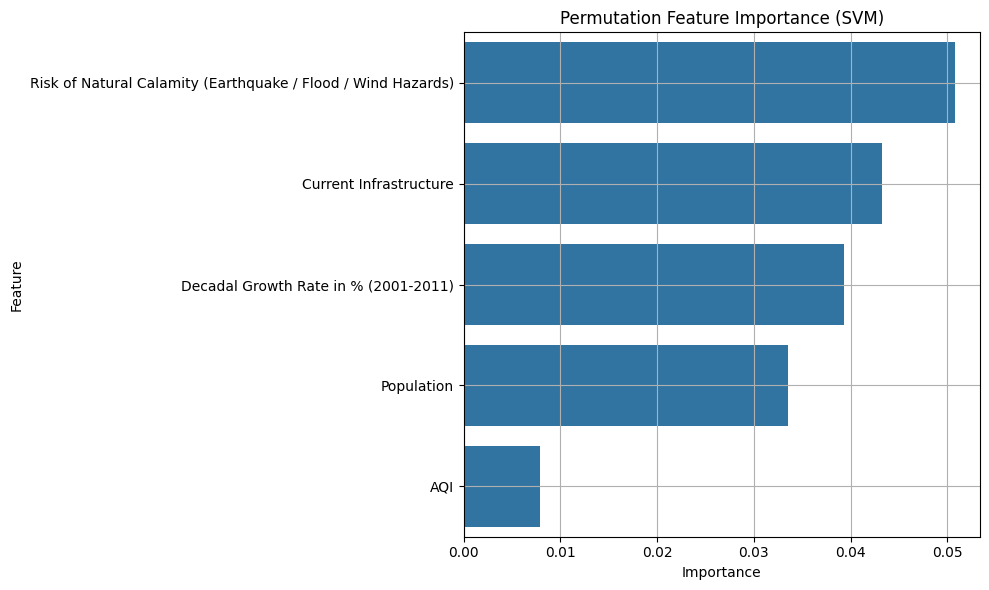 Permutation Feature Importance (SVM)
Feature
Risk of Natural Calamity (Earthquake / Flood / Wind Hazards)
Current Infrastructure
Decadal Growth Rate in % (2001-2011)
Population
AQI
0.00 0.01 0.02 0.03 0.04 0.05
Importance